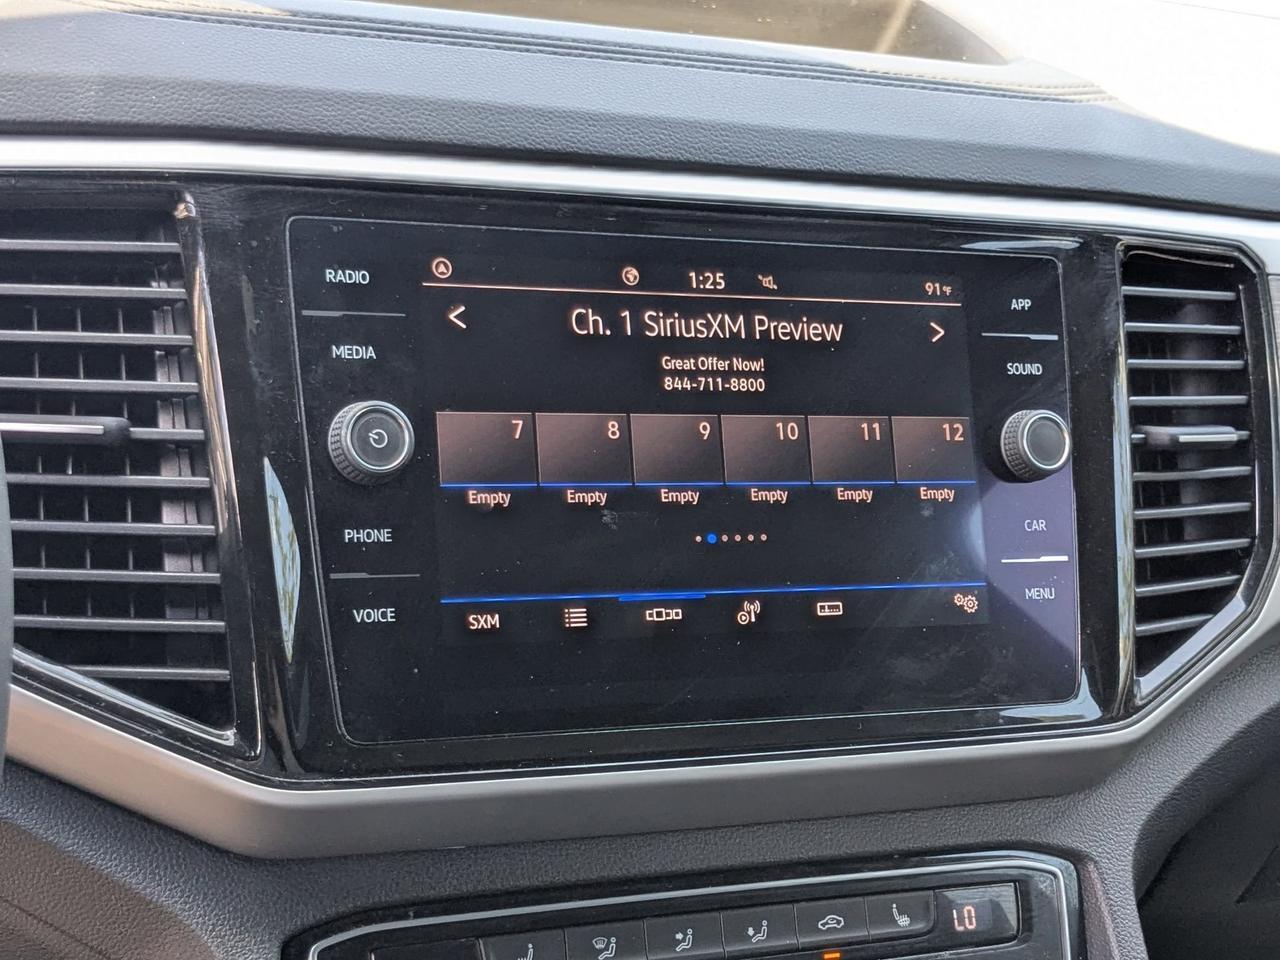 RADIO
MEDIA
PHONE
VOICE
1:25
91°F
Ch. 1 SiriusXM Preview
Great Offer Now!
844-711-8800
7 8 9 10 11 12
Empty Empty Empty Empty Empty Empty
SXM
APP
SOUND
CAR
MENU
LO